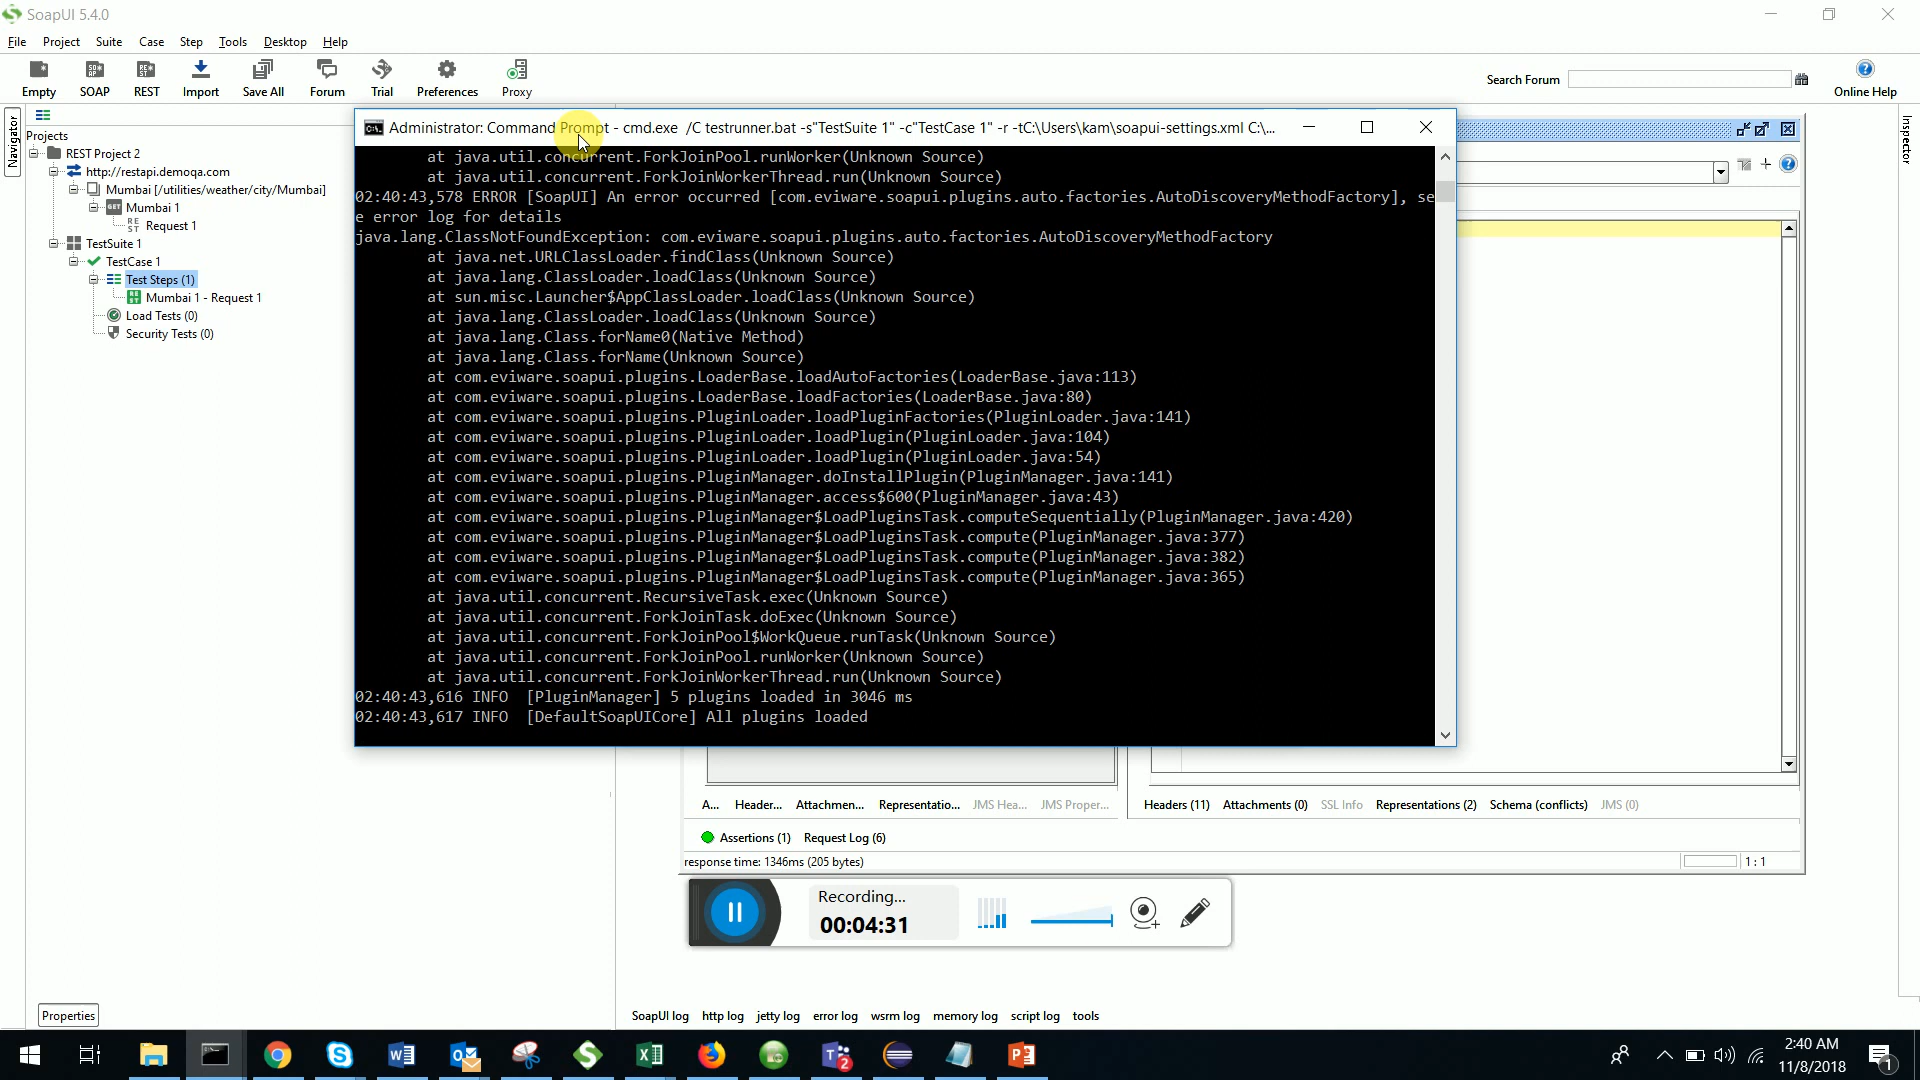 SoapUI 5.4.0
File Project Suite Case Step Tools Desktop Help
Empty SOAP REST Import Save All Forum Trial Preferences Proxy
Search Forum
Online Help
Navigator
Inspector
Projects
REST Project 2
http://restapi.demoqa.com
Mumbai [/utilities/weather/city/Mumbai]
Mumbai 1
Request 1
TestSuite 1
TestCase 1
Test Steps (1)
Mumbai 1 - Request 1
Load Tests (0)
Security Tests (0)
Administrator: Command Prompt - cmd.exe /C testrunner.bat -s"TestSuite 1" -c"TestCase 1" -r -tC:\Users\kam\soapui-settings.xml C:\...
at java.util.concurrent.ForkJoinPool.runWorker(Unknown Source)
at java.util.concurrent.ForkJoinWorkerThread.run(Unknown Source)
02:40:43,578 ERROR [SoapUI] An error occurred [com.eviware.soapui.plugins.auto.factories.AutoDiscoveryMethodFactory], se
e error log for details
java.lang.ClassNotFoundException: com.eviware.soapui.plugins.auto.factories.AutoDiscoveryMethodFactory
at java.net.URLClassLoader.findClass(Unknown Source)
at java.lang.ClassLoader.loadClass(Unknown Source)
at sun.misc.Launcher$AppClassLoader.loadClass(Unknown Source)
at java.lang.ClassLoader.loadClass(Unknown Source)
at java.lang.Class.forName0(Native Method)
at java.lang.Class.forName(Unknown Source)
at com.eviware.soapui.plugins.LoaderBase.loadAutoFactories(LoaderBase.java:113)
at com.eviware.soapui.plugins.LoaderBase.loadFactories(LoaderBase.java:80)
at com.eviware.soapui.plugins.PluginLoader.loadPluginFactories(PluginLoader.java:141)
at com.eviware.soapui.plugins.PluginLoader.loadPlugin(PluginLoader.java:104)
at com.eviware.soapui.plugins.PluginLoader.loadPlugin(PluginLoader.java:54)
at com.eviware.soapui.plugins.PluginManager.doInstallPlugin(PluginManager.java:141)
at com.eviware.soapui.plugins.PluginManager.access$600(PluginManager.java:43)
at com.eviware.soapui.plugins.PluginManager$LoadPluginsTask.computeSequentially(PluginManager.java:420)
at com.eviware.soapui.plugins.PluginManager$LoadPluginsTask.compute(PluginManager.java:377)
at com.eviware.soapui.plugins.PluginManager$LoadPluginsTask.compute(PluginManager.java:382)
at com.eviware.soapui.plugins.PluginManager$LoadPluginsTask.compute(PluginManager.java:365)
at java.util.concurrent.RecursiveTask.exec(Unknown Source)
at java.util.concurrent.ForkJoinTask.doExec(Unknown Source)
at java.util.concurrent.ForkJoinPool$WorkQueue.runTask(Unknown Source)
at java.util.concurrent.ForkJoinPool.runWorker(Unknown Source)
at java.util.concurrent.ForkJoinWorkerThread.run(Unknown Source)
02:40:43,616 INFO [PluginManager] 5 plugins loaded in 3046 ms
02:40:43,617 INFO [DefaultSoapUICore] All plugins loaded
A... Header... Attachmen... Representatio... JMS Hea... JMS Proper...
Headers (11) Attachments (0) SSL Info Representations (2) Schema (conflicts) JMS (0)
Assertions (1) Request Log (6)
response time: 1346ms (205 bytes)
1 : 1
Recording...
00:04:31
Properties
SoapUI log http log jetty log error log wsrm log memory log script log tools
2:40 AM
11/8/2018